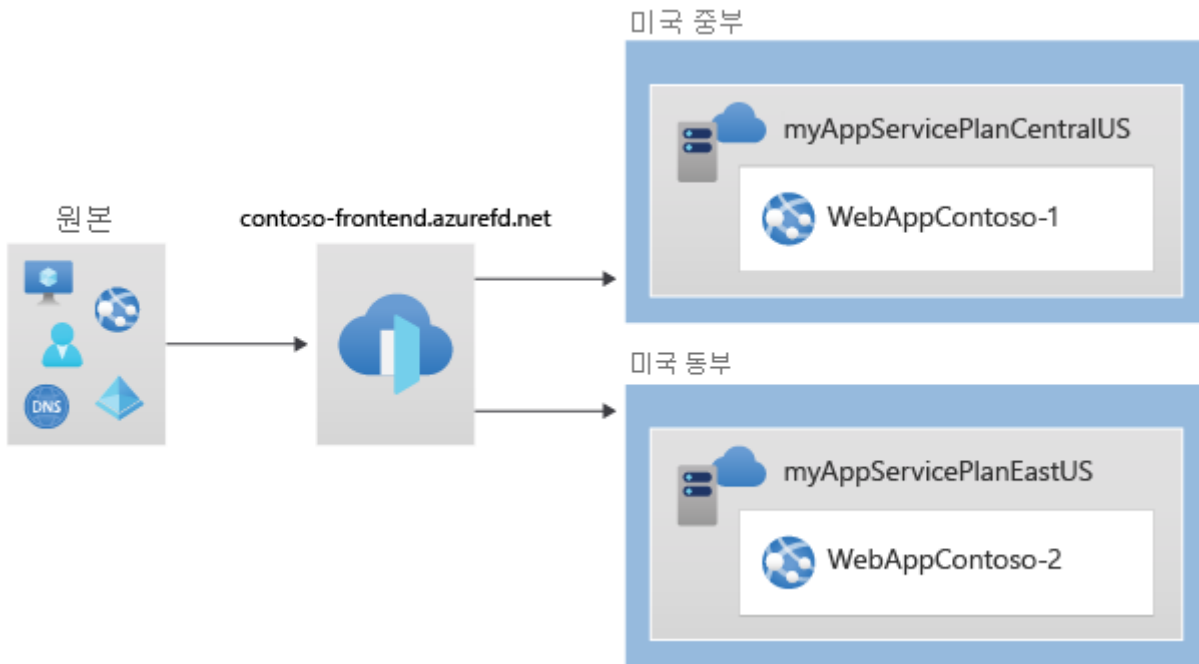 미국 중부
myAppServicePlanCentralUS
WebAppContoso-1
원본
contoso-frontend.azurefd.net
DNS
미국 동부
myAppServicePlanEastUS
WebAppContoso-2